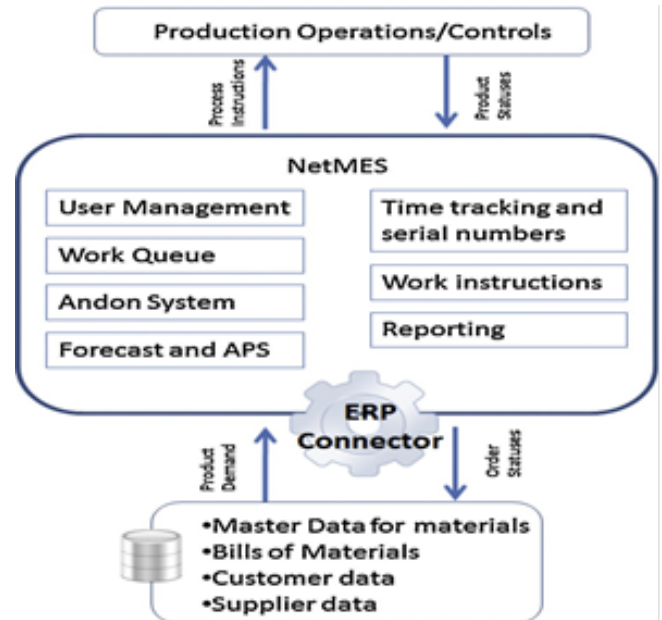 Production Operations/Controls
Process
Instructions
Product
Statuses
NetMES
User Management
Work Queue
Andon System
Forecast and APS
Time tracking and
serial numbers
Work instructions
Reporting
ERP
Connector
Product
Demand
Order
Statuses
•Master Data for materials
•Bills of Materials
•Customer data
•Supplier data